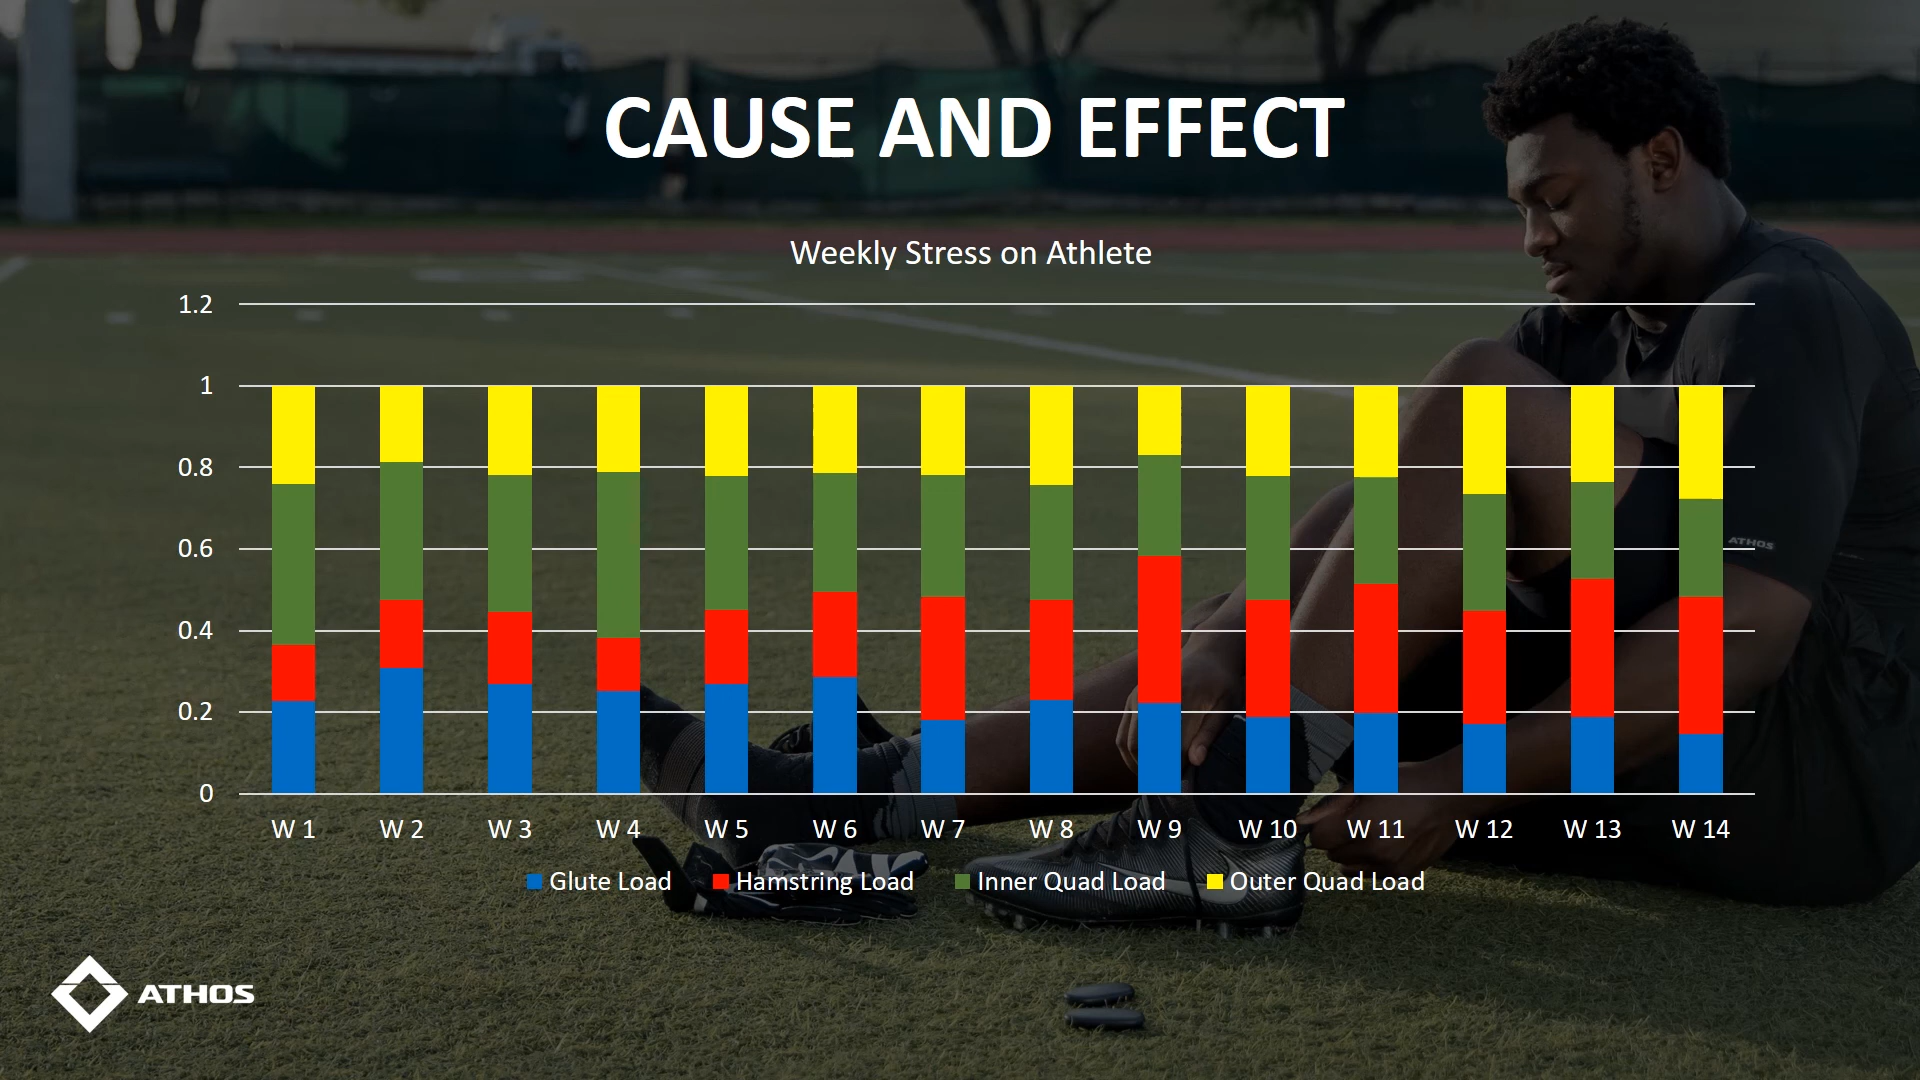 CAUSE AND EFFECT
Weekly Stress on Athlete
1.2
1
0.8
0.6
0.4
0.2
0
W 1 W 2 W 3 W 4 W 5 W 6 W 7 W 8 W 9 W 10 W 11 W 12 W 13 W 14
Glute Load Hamstring Load Inner Quad Load Outer Quad Load
ATHOS
ATHOS